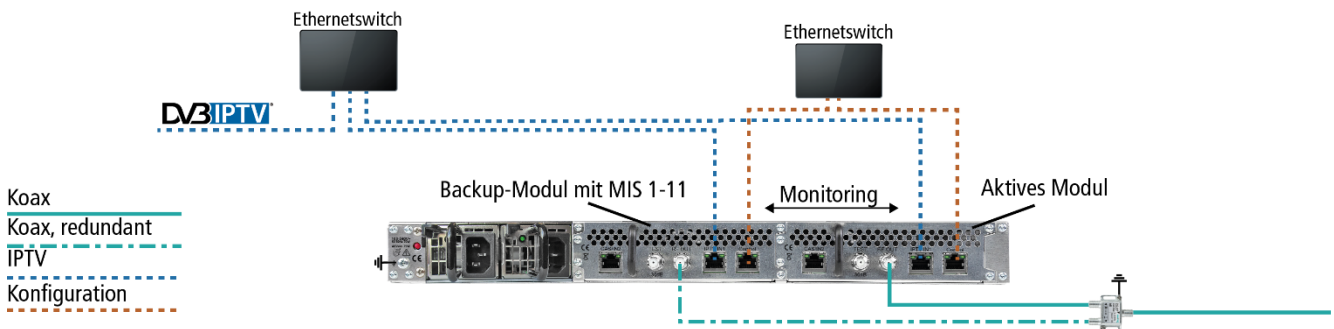 Ethernetswitch
Ethernetswitch
DVB IPTV
Backup-Modul mit MIS 1-11
Monitoring
Aktives Modul
Koax
Koax, redundant
IPTV
Konfiguration